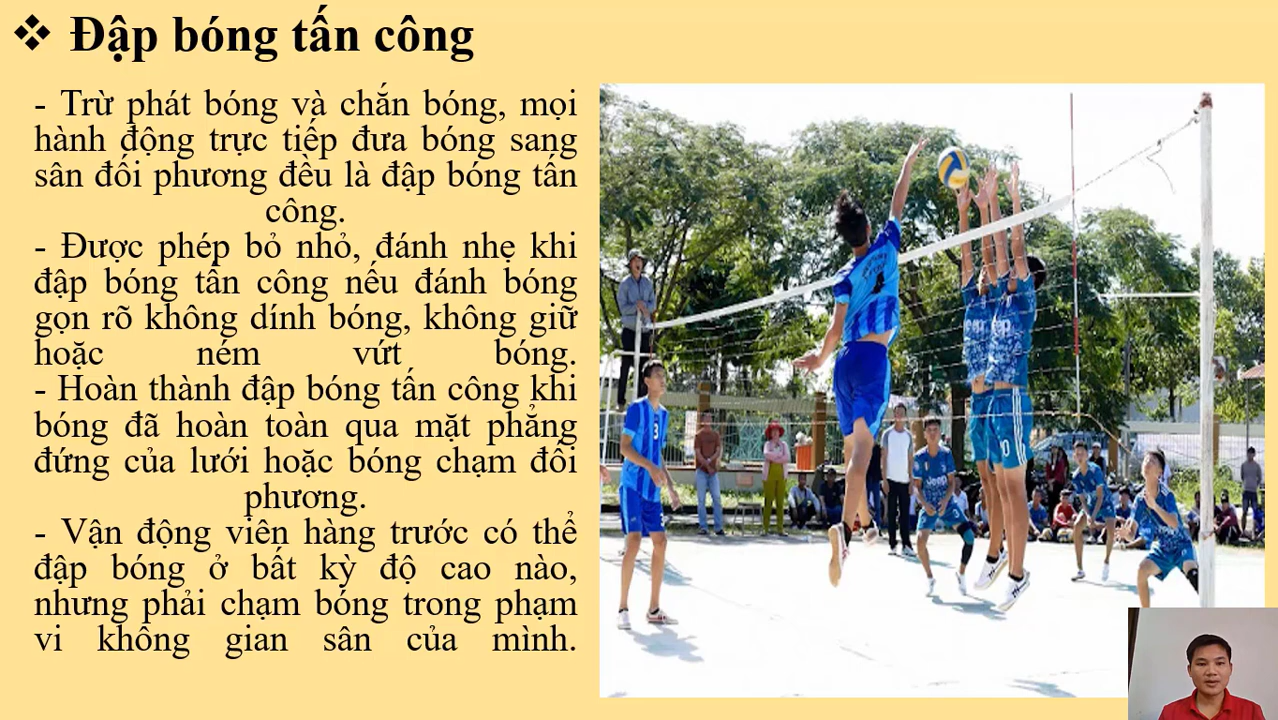 ❖ Đập bóng tấn công
- Trừ phát bóng và chắn bóng, mọi
hành động trực tiếp đưa bóng sang
sân đối phương đều là đập bóng tấn
công.
- Được phép bỏ nhỏ, đánh nhẹ khi
đập bóng tấn công nếu đánh bóng
gọn rõ không dính bóng, không giữ
hoặc ném vứt bóng.
- Hoàn thành đập bóng tấn công khi
bóng đã hoàn toàn qua mặt phẳng
đứng của lưới hoặc bóng chạm đối
phương.
- Vận động viên hàng trước có thể
đập bóng ở bất kỳ độ cao nào,
nhưng phải chạm bóng trong phạm
vi không gian sân của mình.
3